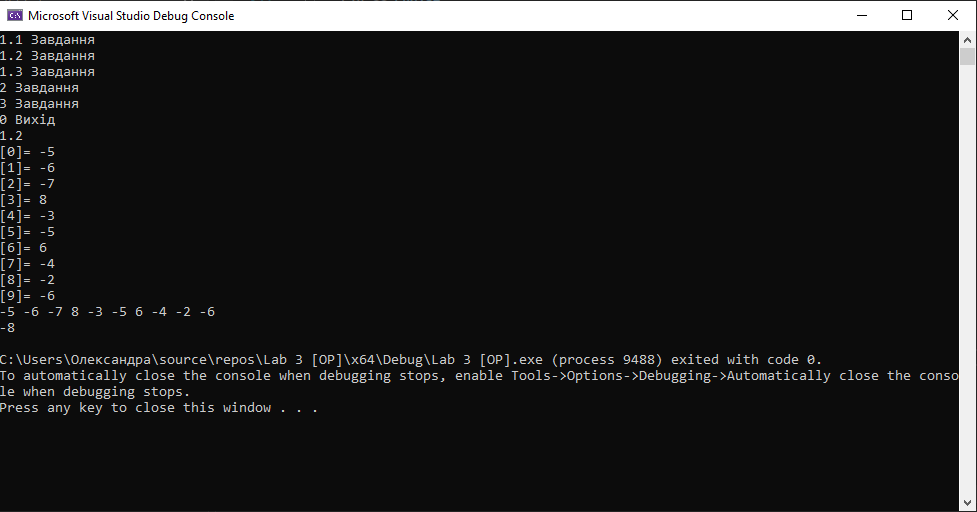 Microsoft Visual Studio Debug Console
1.1 Завдання
1.2 Завдання
1.3 Завдання
2 Завдання
3 Завдання
0 Вихід
1.2
[0]= -5
[1]= -6
[2]= -7
[3]= 8
[4]= -3
[5]= -5
[6]= 6
[7]= -4
[8]= -2
[9]= -6
-5 -6 -7 8 -3 -5 6 -4 -2 -6
-8
C:\Users\Олександра\source\repos\Lab 3 [OP]\x64\Debug\Lab 3 [OP].exe (process 9488) exited with code 0.
To automatically close the console when debugging stops, enable Tools->Options->Debugging->Automatically close the conso
le when debugging stops.
Press any key to close this window . . .